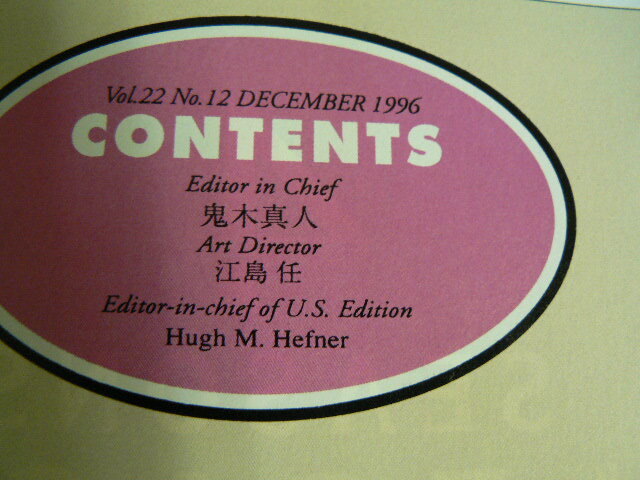 Vol.22 No.12 DECEMBER 1996
CONTENTS
Editor in Chief
鬼木真人
Art Director
江島 任
Editor-in-chief of U.S. Edition
Hugh M. Hefner